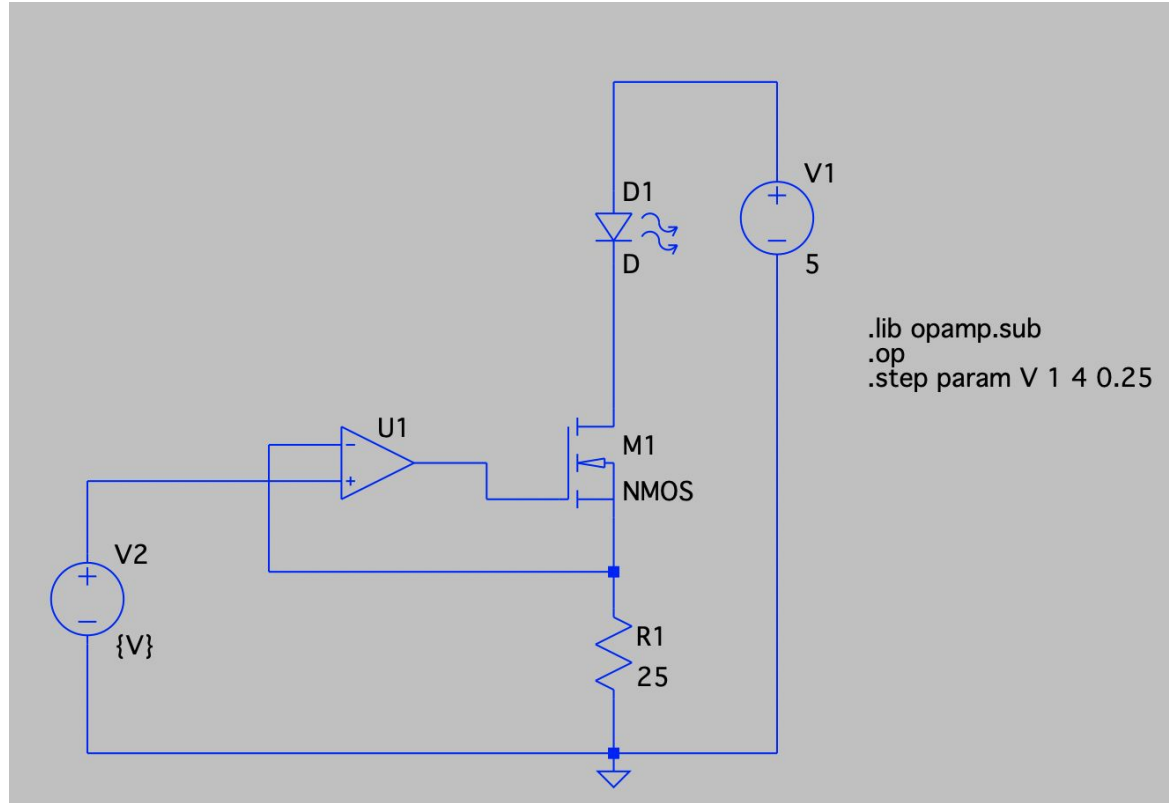 V1
D1
+
-
D
5
.lib opamp.sub
.op
.step param V 1 4 0.25
U1
-
M1
+
NMOS
V2
+
-
{V}
R1
25